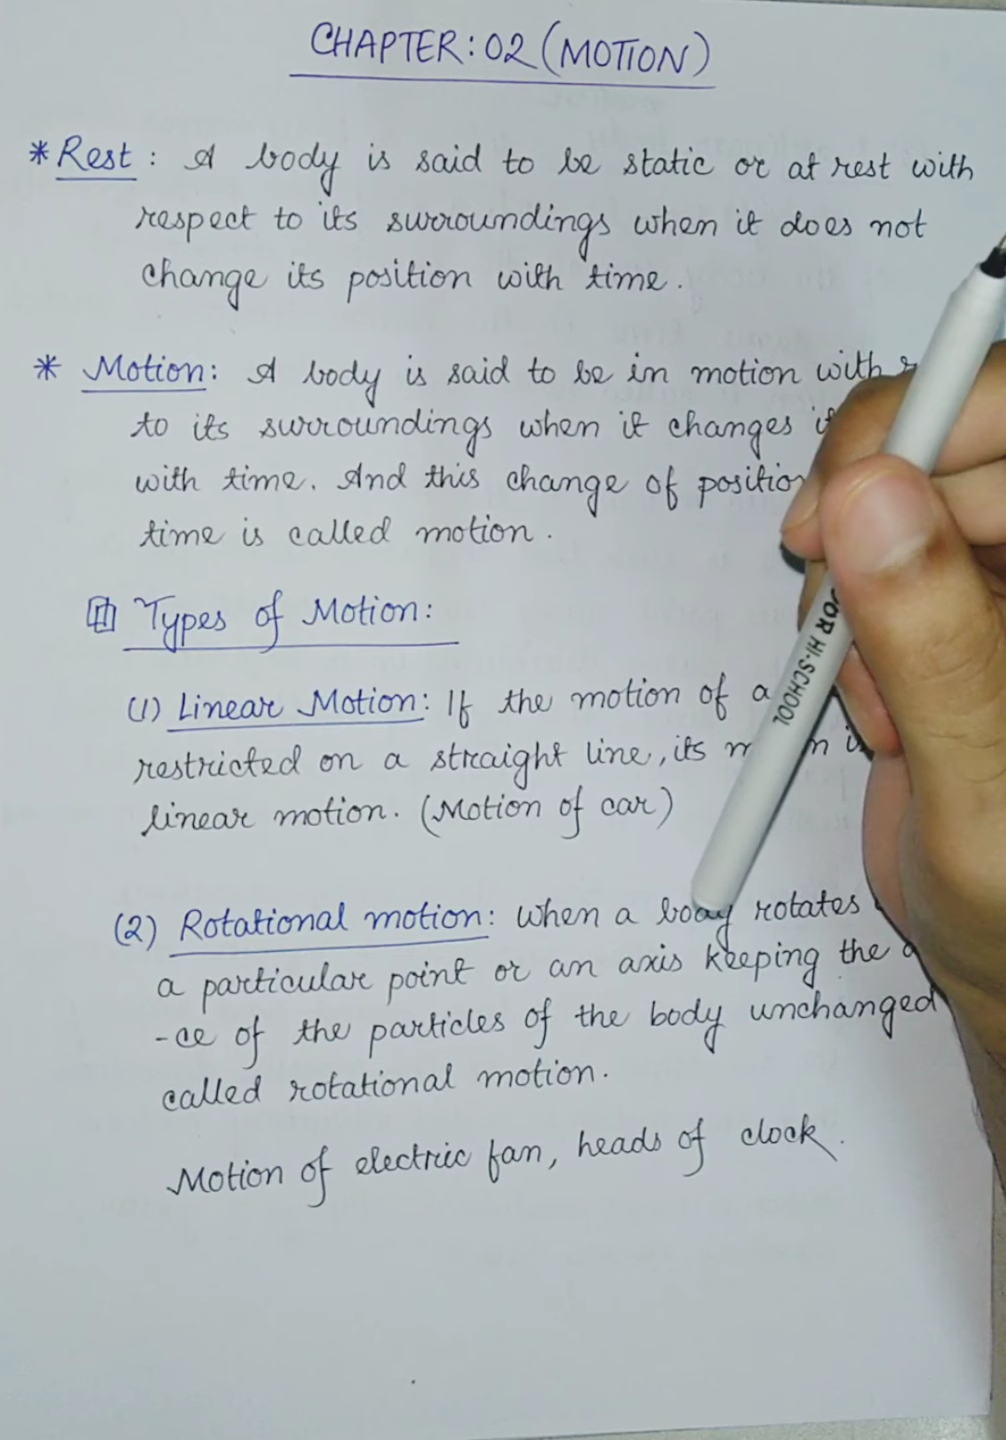 CHAPTER: 02 (MOTION)
* Rest : A body is said to be static or at rest with
respect to its surroundings when it does not
change its position with time.
* Motion: A body is said to be in motion with
to its surroundings when it changes
with time. And this change of position
time is called motion.
Types of Motion:
(1) Linear Motion: If the motion of a
restricted on a straight line, its
linear motion. (Motion of car)
(2) Rotational motion: when a body rotates
a particular point or an axis keeping the
-ce of the particles of the body unchanged
called rotational motion.
Motion of electric fan, heads of clock.
HI-SCHOOL